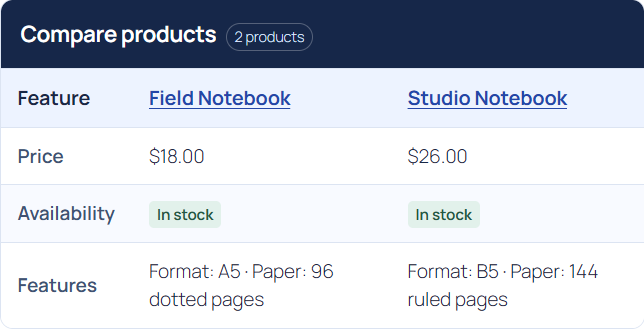 Compare products 2 products
Feature Field Notebook Studio Notebook
Price $18.00 $26.00
Availability In stock In stock
Features Format: A5 · Paper: 96 dotted pages Format: B5 · Paper: 144 ruled pages